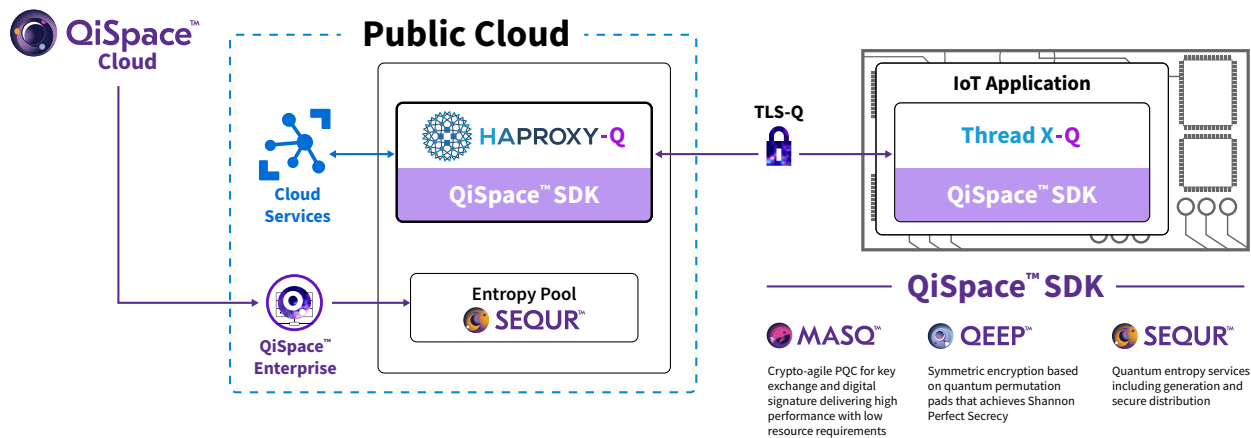 QiSpace™
Cloud
Public Cloud
HAPROXY-Q
QiSpace™ SDK
Cloud
Services
Entropy Pool
SEQUR™
QiSpace™
Enterprise
TLS-Q
IoT Application
Thread X-Q
QiSpace™ SDK
QiSpace™ SDK
MASQ™
Crypto-agile PQC for key
exchange and digital
signature delivering high
performance with low
resource requirements
QEEP™
Symmetric encryption based
on quantum permutation
pads that achieves Shannon
Perfect Secrecy
SEQUR™
Quantum entropy services
including generation and
secure distribution